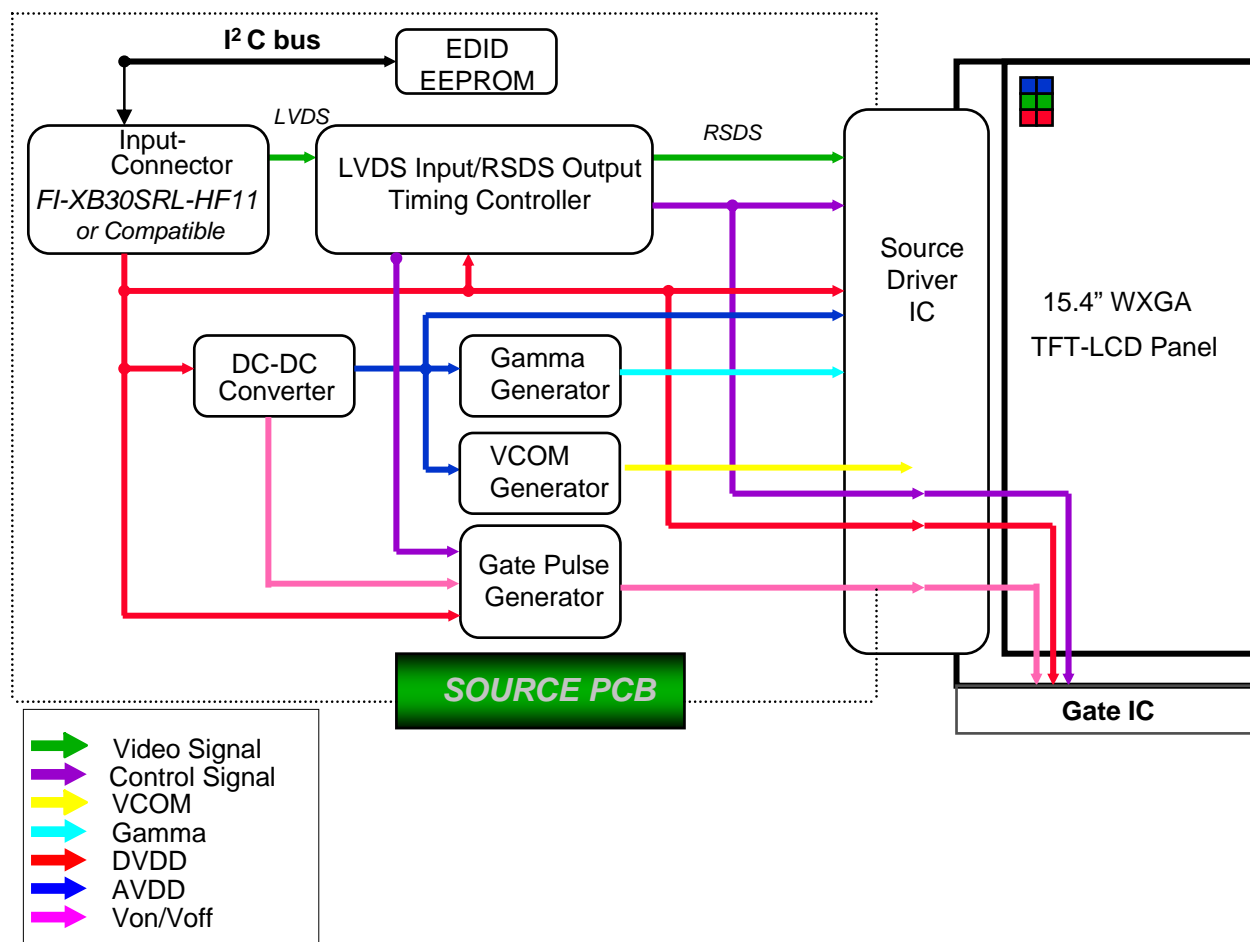 I2 C bus
EDID
EEPROM
LVDS
RSDS
Input-
Connector
FI-XB30SRL-HF11
or Compatible
LVDS Input/RSDS Output
Timing Controller
Source
Driver
IC
15.4” WXGA
TFT-LCD Panel
DC-DC
Converter
Gamma
Generator
VCOM
Generator
Gate Pulse
Generator
SOURCE PCB
Gate IC
Video Signal
Control Signal
VCOM
Gamma
DVDD
AVDD
Von/Voff